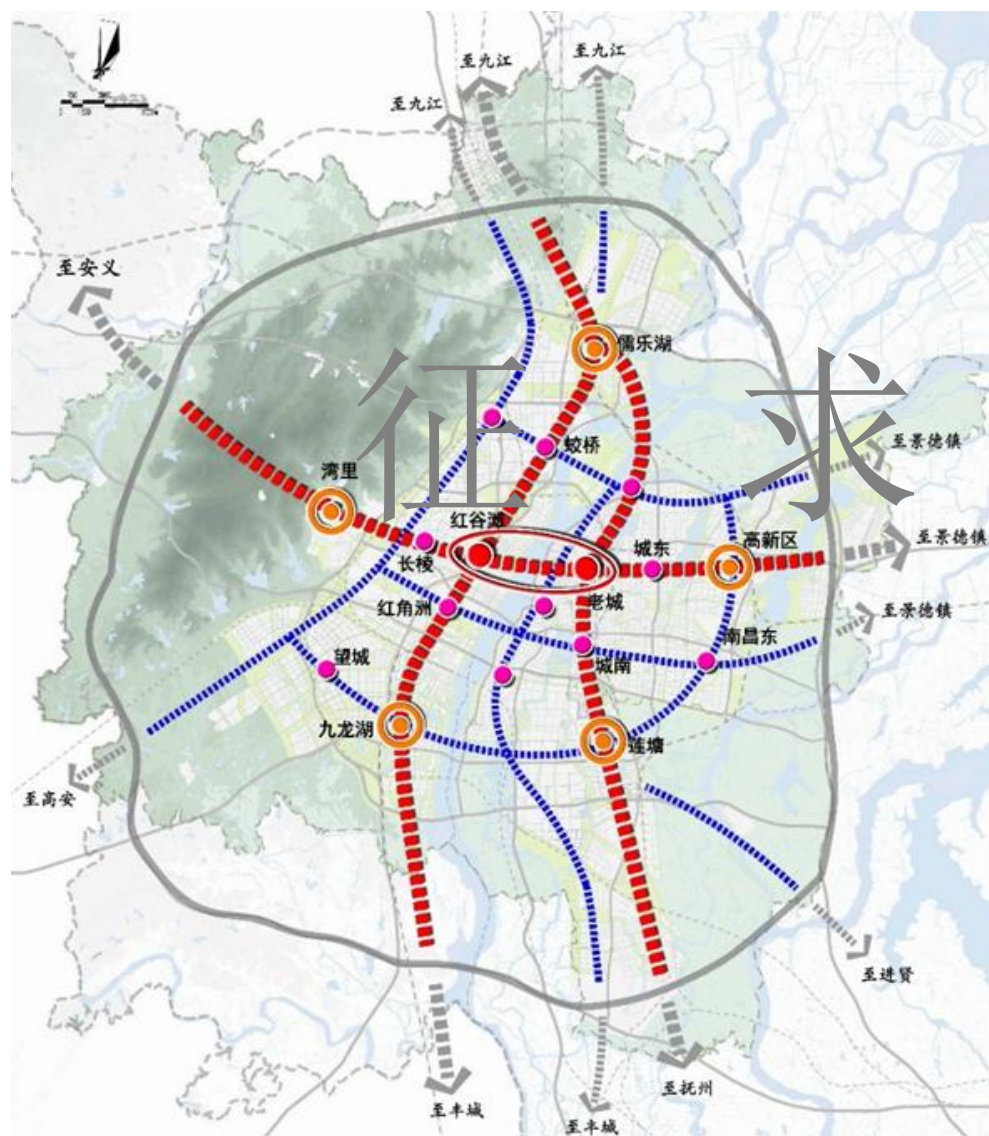 至九江
至九江
至九江
至安义
儒乐湖
征求
蛟桥
至景德镇
湾里
红谷滩
长堎
城东
高新区
至景德镇
红角洲
老城
至景德镇
南昌东
望城
城南
九龙湖
莲塘
至高安
至进贤
至抚州
至丰城
至丰城